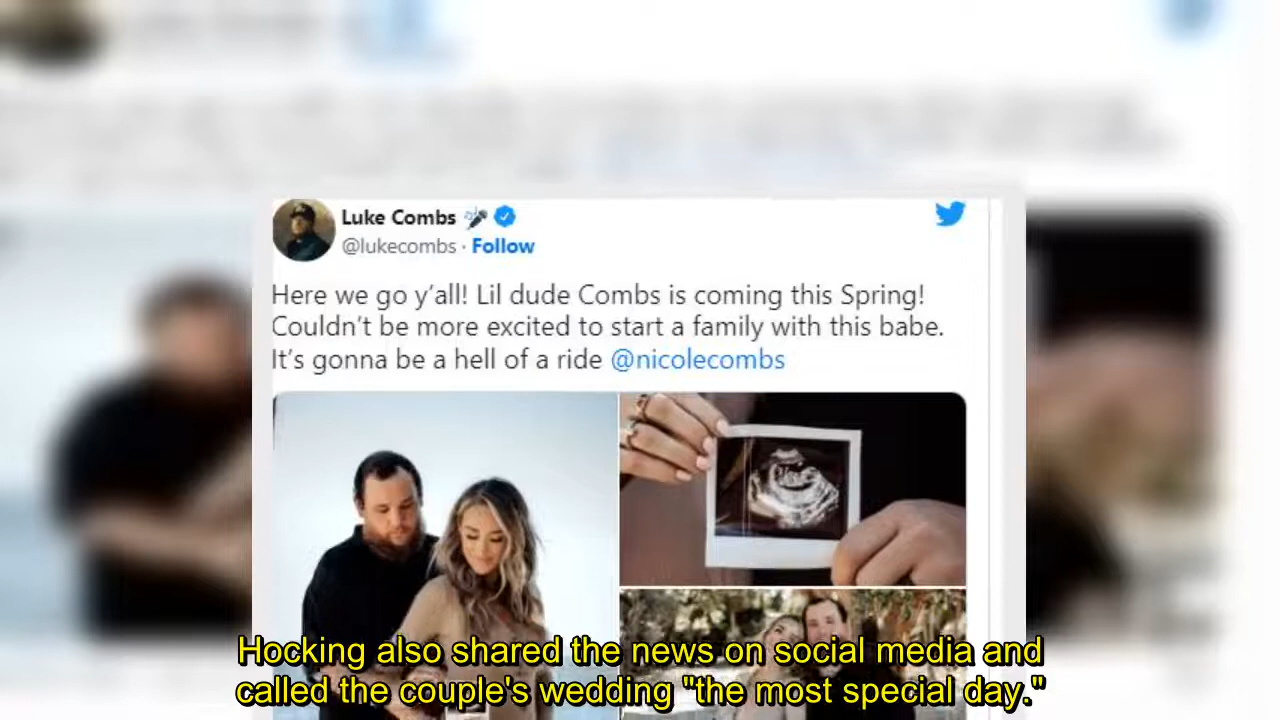 Luke Combs
@lukecombs · Follow
Here we go y'all! Lil dude Combs is coming this Spring!
Couldn't be more excited to start a family with this babe.
It's gonna be a hell of a ride @nicolecombs
Hocking also shared the news on social media and
called the couple's wedding "the most special day."